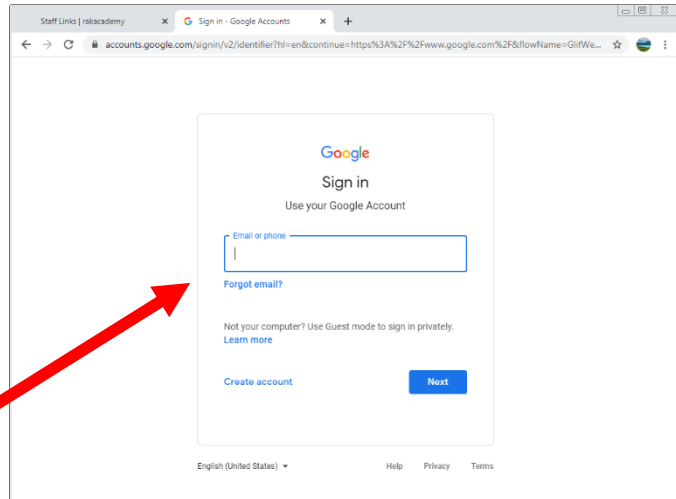 Staff Links | rakacademy
Sign in - Google Accounts
accounts.google.com/signin/v2/identifier?hl=en&continue=https%3A%2F%2Fwww.google.com%2F&flowName=GlifWe...
Google
Sign in
Use your Google Account
Email or phone
Forgot email?
Not your computer? Use Guest mode to sign in privately.
Learn more
Create account
Next
English (United States)
Help Privacy Terms